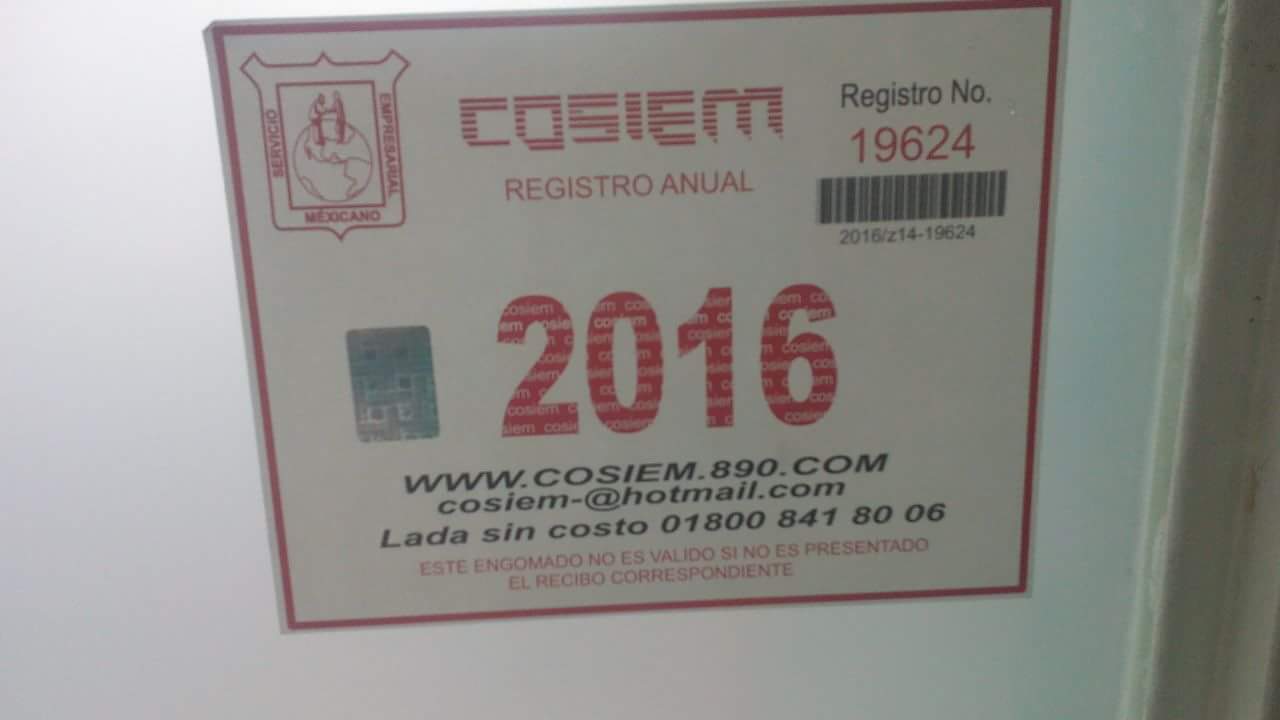 SERVICIO
EMPRESARIAL
MÉXICANO
COSIEM
REGISTRO ANUAL
Registro No.
19624
2016/z14-19624
2016
WWW.COSIEM.890.COM
cosiem-@hotmail.com
Lada sin costo 01800 841 80 06
ESTE ENGOMADO NO ES VALIDO SI NO ES PRESENTADO
EL RECIBO CORRESPONDIENTE